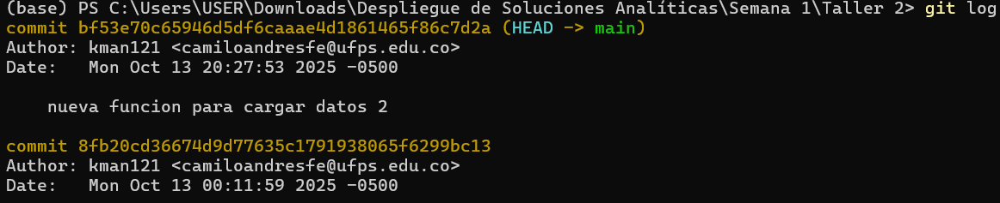 (base) PS C:\Users\USER\Downloads\Despliegue de Soluciones Analíticas\Semana 1\Taller 2> git log
commit bf53e70c65946d5df6caaae4d1861465f86c7d2a (HEAD -> main)
Author: kman121 <camiloandresfe@ufps.edu.co>
Date:   Mon Oct 13 20:27:53 2025 -0500
    nueva funcion para cargar datos 2
commit 8fb20cd36674d9d77635c1791938065f6299bc13
Author: kman121 <camiloandresfe@ufps.edu.co>
Date:   Mon Oct 13 00:11:59 2025 -0500